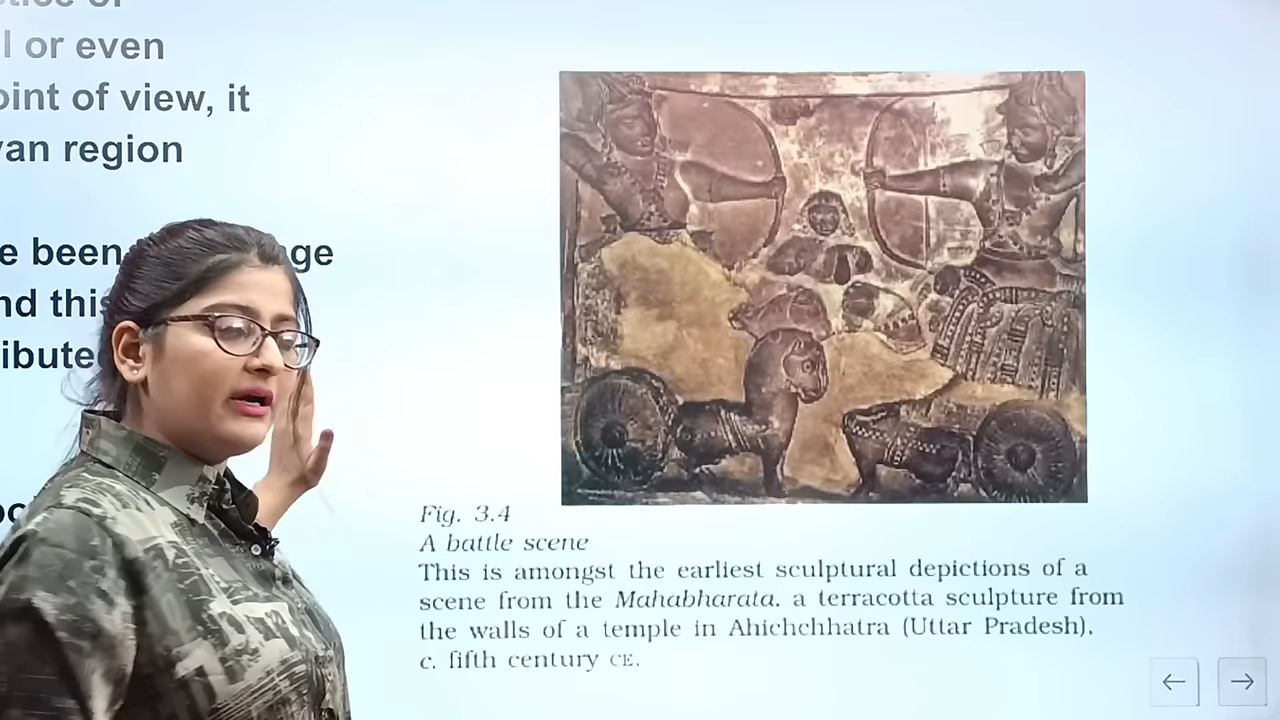 l or even
oint of view, it
van region
e been
ge
nd this
ibute
Fig. 3.4
A battle scene
This is amongst the earliest sculptural depictions of a
scene from the Mahabharata. a terracotta sculpture from
the walls of a temple in Ahichchhatra (Uttar Pradesh),
c. fifth century CE.